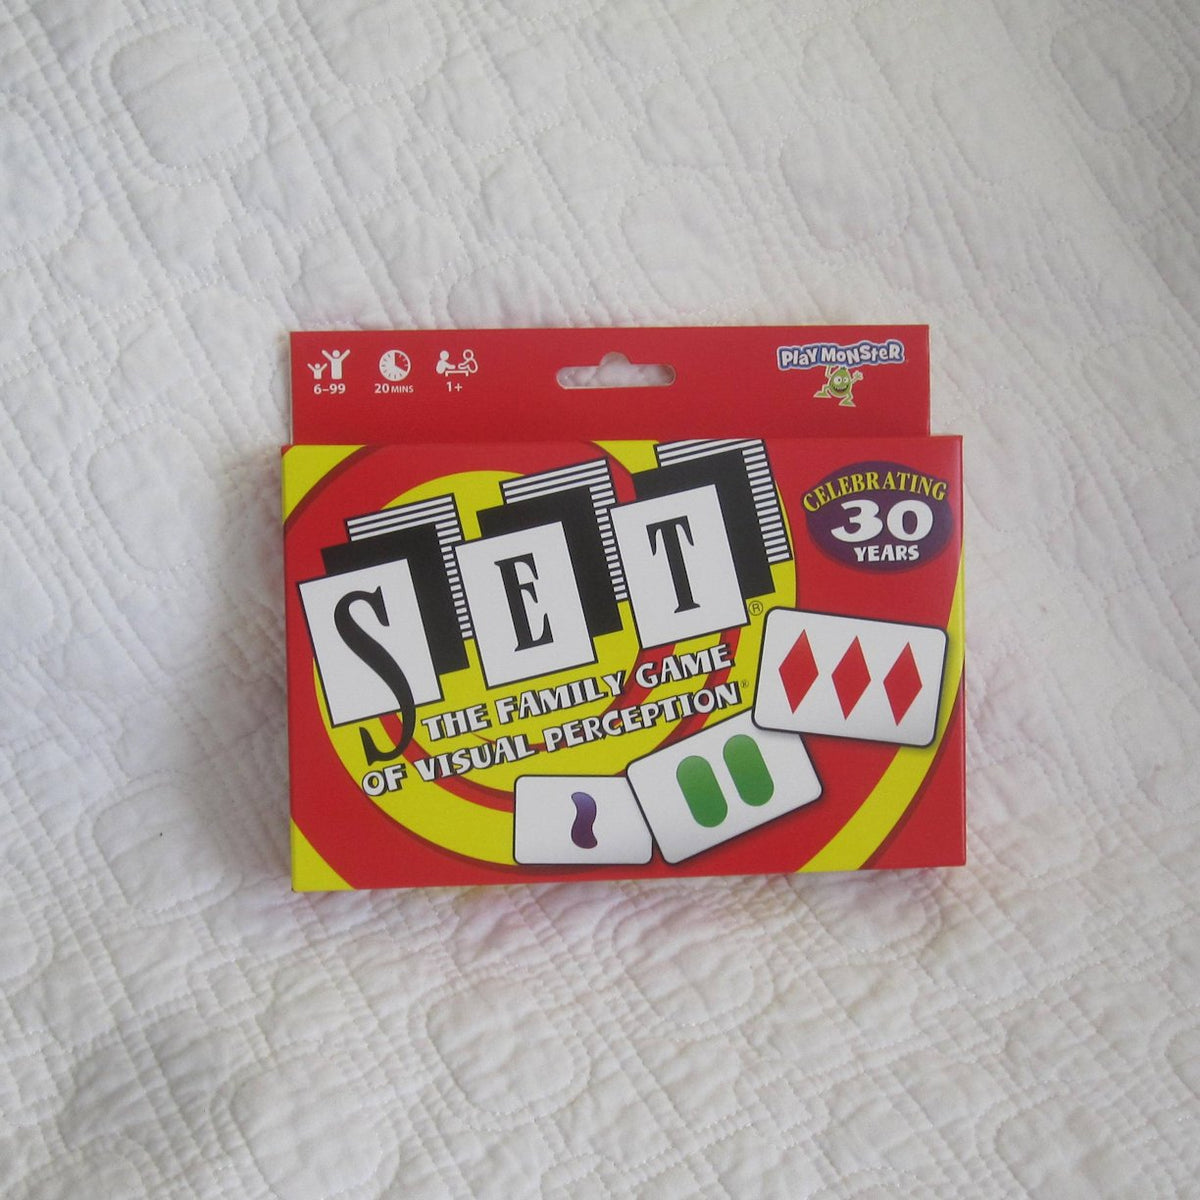 6-99
20 MINS
1+
PLAY MONSTER
CELEBRATING
30
YEARS
SET®
THE FAMILY GAME
OF VISUAL PERCEPTION®